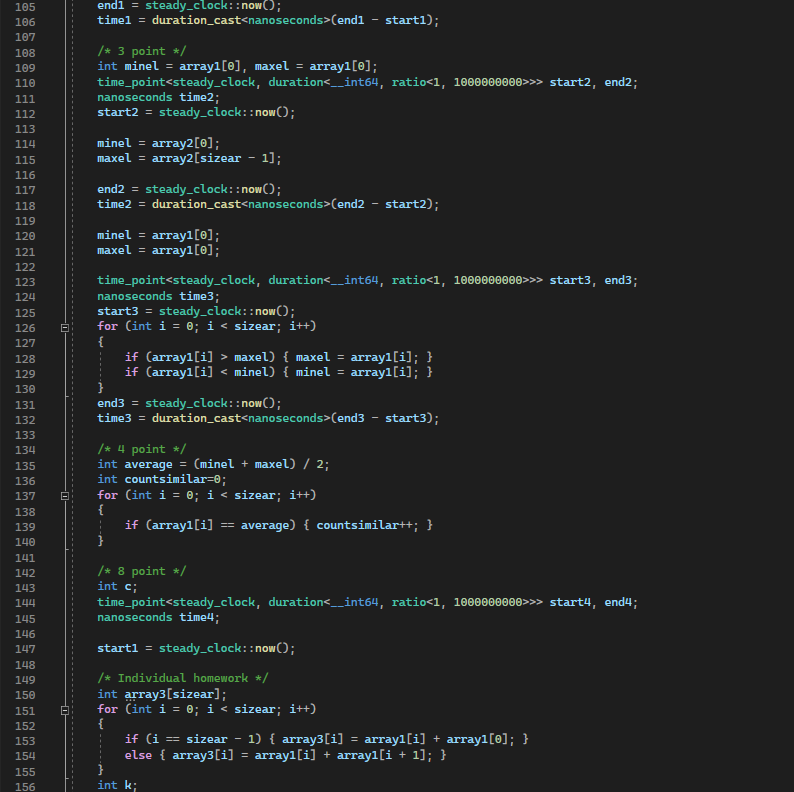 105 end1 = steady_clock::now();
106 time1 = duration_cast<nanoseconds>(end1 - start1);
107
108 /* 3 point */
109 int minel = array1[0], maxel = array1[0];
110 time_point<steady_clock, duration<__int64, ratio<1, 1000000000>>> start2, end2;
111 nanoseconds time2;
112 start2 = steady_clock::now();
113
114 minel = array2[0];
115 maxel = array2[sizear - 1];
116
117 end2 = steady_clock::now();
118 time2 = duration_cast<nanoseconds>(end2 - start2);
119
120 minel = array1[0];
121 maxel = array1[0];
122
123 time_point<steady_clock, duration<__int64, ratio<1, 1000000000>>> start3, end3;
124 nanoseconds time3;
125 start3 = steady_clock::now();
126 for (int i = 0; i < sizear; i++)
127 {
128 if (array1[i] > maxel) { maxel = array1[i]; }
129 if (array1[i] < minel) { minel = array1[i]; }
130 }
131 end3 = steady_clock::now();
132 time3 = duration_cast<nanoseconds>(end3 - start3);
133
134 /* 4 point */
135 int average = (minel + maxel) / 2;
136 int countsimilar=0;
137 for (int i = 0; i < sizear; i++)
138 {
139 if (array1[i] == average) { countsimilar++; }
140 }
141
142 /* 8 point */
143 int c;
144 time_point<steady_clock, duration<__int64, ratio<1, 1000000000>>> start4, end4;
145 nanoseconds time4;
146
147 start1 = steady_clock::now();
148
149 /* Individual homework */
150 int array3[sizear];
151 for (int i = 0; i < sizear; i++)
152 {
153 if (i == sizear - 1) { array3[i] = array1[i] + array1[0]; }
154 else { array3[i] = array1[i] + array1[i + 1]; }
155 }
156 int k;